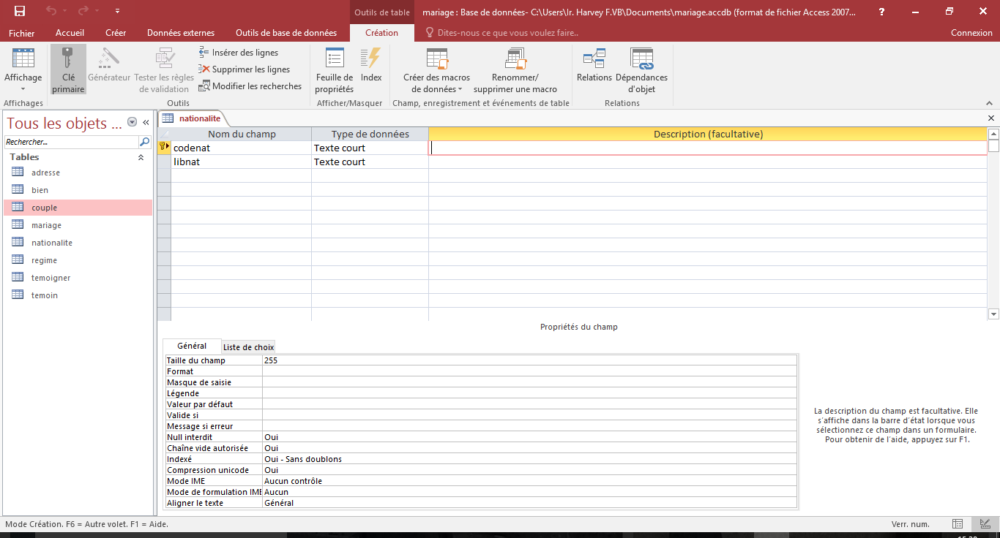 Outils de table
mariage : Base de données- C:\Users\Ir. Harvey F.VB\Documents\mariage.accdb (format de fichier Access 2007...
?
Fichier Accueil Créer Données externes Outils de base de données Création Dites-nous ce que vous voulez faire.. Connexion
Affichage
Clé primaire
Générateur
Tester les règles de validation
Insérer des lignes
Supprimer les lignes
Modifier les recherches
Feuille de propriétés
Index
Créer des macros de données
Renommer/ supprimer une macro
Relations
Dépendances d'objet
Affichages Outils Afficher/Masquer Champ, enregistrement et événements de table Relations
Tous les objets ... «
Rechercher...
Tables
adresse
bien
couple
mariage
nationalite
regime
temoigner
temoin
nationalite
Nom du champ Type de données Description (facultative)
codenat Texte court
libnat Texte court
Propriétés du champ
Général Liste de choix
Taille du champ 255
Format
Masque de saisie
Légende
Valeur par défaut
Valide si
Message si erreur
Null interdit Oui
Chaîne vide autorisée Oui
Indexé Oui - Sans doublons
Compression unicode Oui
Mode IME Aucun contrôle
Mode de formulation IME Aucun
Aligner le texte Général
La description du champ est facultative. Elle
s'affiche dans la barre d'état lorsque vous
sélectionnez ce champ dans un formulaire.
Pour obtenir de l'aide, appuyez sur F1.
Mode Création. F6 = Autre volet. F1 = Aide. Verr. num.